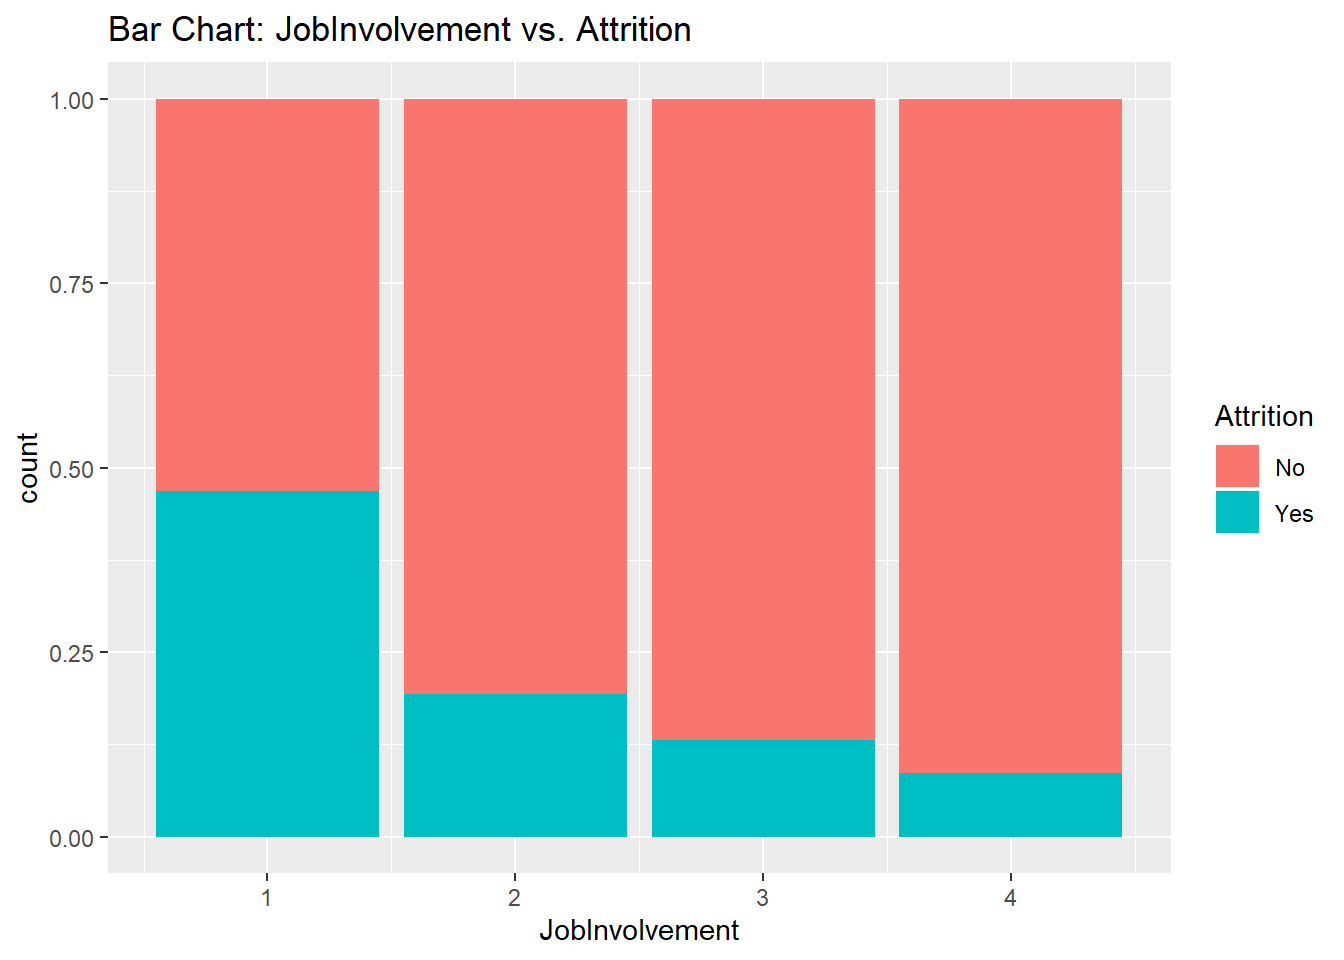 Bar Chart: JobInvolvement vs. Attrition
1.00
0.75
0.50
0.25
0.00
count
1 2 3 4
JobInvolvement
Attrition
No
Yes